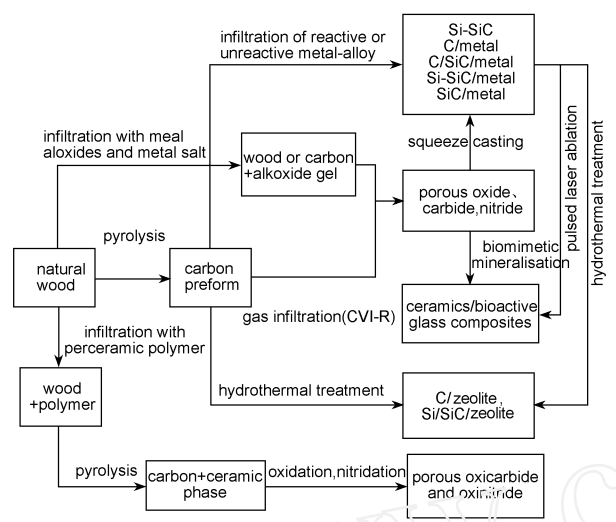 infiltration of reactive or
unreactive metal-alloy
Si-SiC
C/metal
C/SiC/metal
Si-SiC/metal
SiC/metal
infiltration with meal
aloxides and metal salt
wood or carbon
+alkoxide gel
squeeze casting
porous oxide、
carbide,nitride
pulsed laser ablation
hydrothermal treatment
pyrolysis
natural
wood
carbon
preform
biomimetic
mineralisation
gas infiltration(CVI-R)
ceramics/bioactive
glass composites
infiltration with
perceramic polymer
wood
+polymer
hydrothermal treatment
C/zeolite,
Si/SiC/zeolite
pyrolysis
carbon+ceramic
phase
oxidation,nitridation
porous oxicarbide
and oxinitride